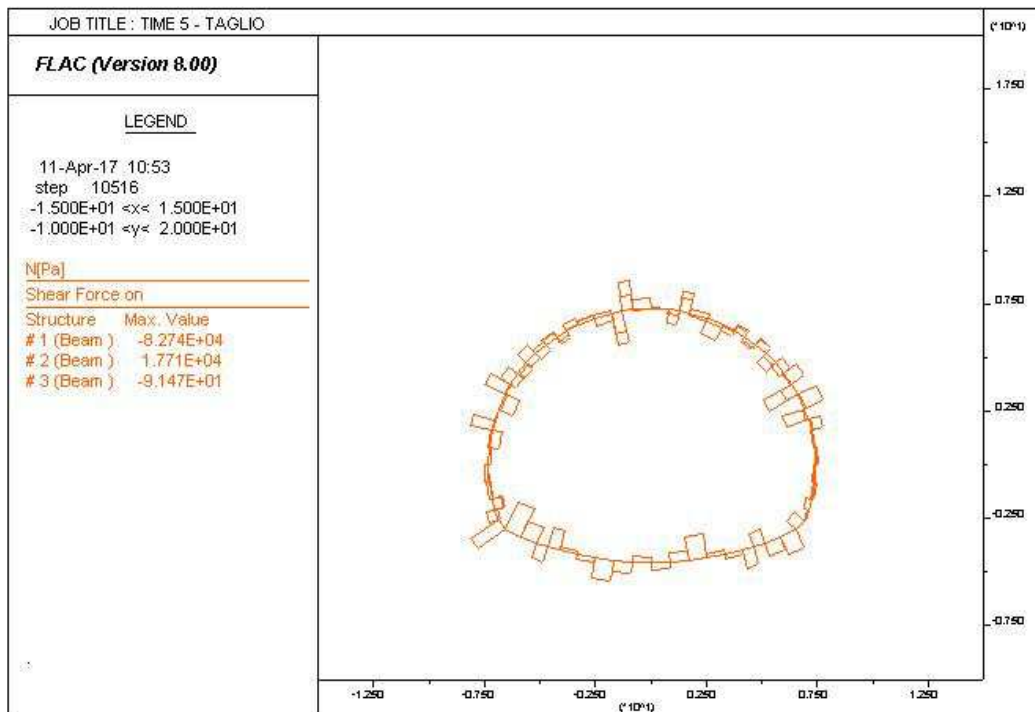 JOB TITLE : TIME 5 - TAGLIO
(*10^1)
FLAC (Version 8.00)
LEGEND
11-Apr-17 10:53
step 10516
-1.500E+01 <x< 1.500E+01
-1.000E+01 <y< 2.000E+01
N[Pa]
Shear Force on
Structure Max. Value
# 1 (Beam ) -8.274E+04
# 2 (Beam ) 1.771E+04
# 3 (Beam ) -9.147E+01
1.750
1.250
0.750
0.250
-0.250
-0.750
-1.250 -0.750 -0.250 0.250 0.750 1.250
(*10^1)